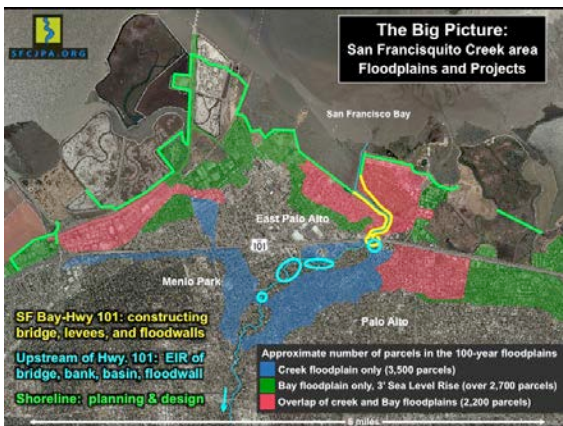 SFCJPA.ORG
The Big Picture:
San Francisquito Creek area
Floodplains and Projects
San Francisco Bay
East Palo Alto
101
Menlo Park
Palo Alto
SF Bay-Hwy 101: constructing
bridge, levees, and floodwalls
Upstream of Hwy. 101: EIR of
bridge, bank, basin, floodwall
Shoreline: planning & design
Approximate number of parcels in the 100-year floodplains
Creek floodplain only (3,500 parcels)
Bay floodplain only, 3' Sea Level Rise (over 2,700 parcels)
Overlap of creek and Bay floodplains (2,200 parcels)
6 miles